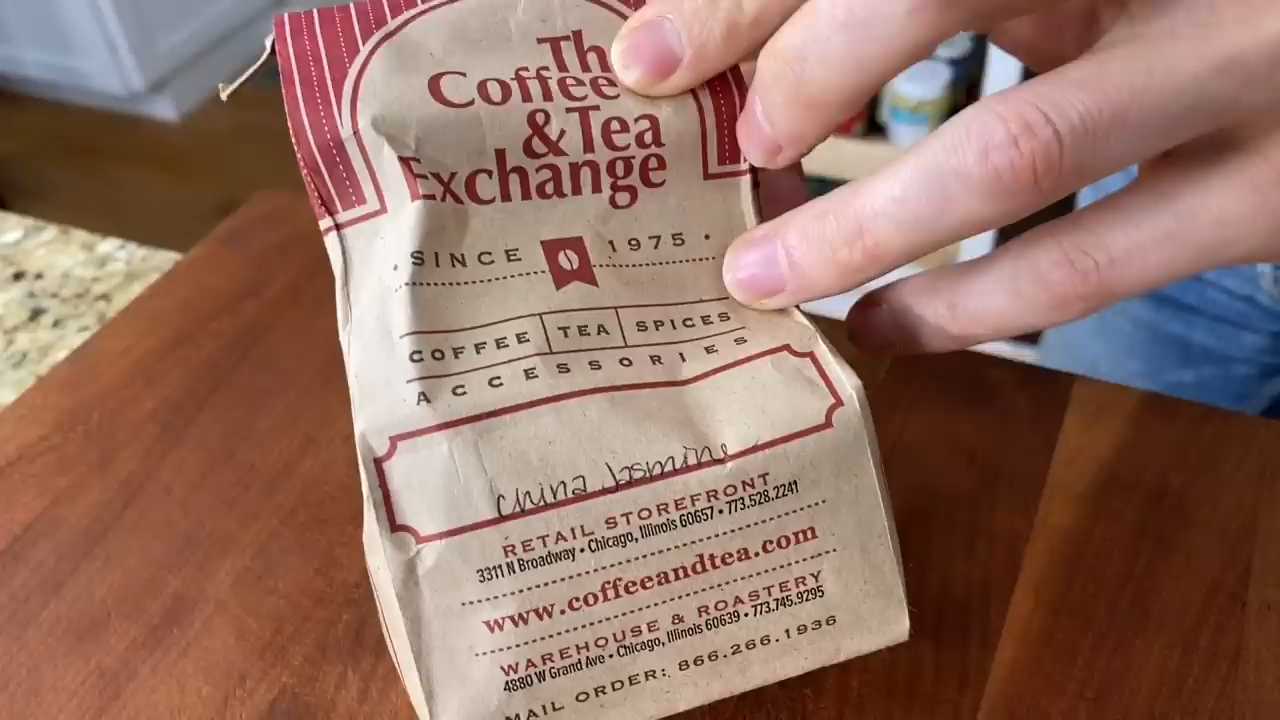 Th
Coffee
&Tea
Exchange
· SINCE 1975 ·
COFFEE TEA SPICES
ACCESSORIES
China Jasmine
RETAIL STOREFRONT
3311 N Broadway • Chicago, Illinois 60657 • 773.528.2241
www.coffeeandtea.com
WAREHOUSE & ROASTERY
4880 W Grand Ave • Chicago, Illinois 60639 • 773.745.9295
MAIL ORDER: 866.266.1936